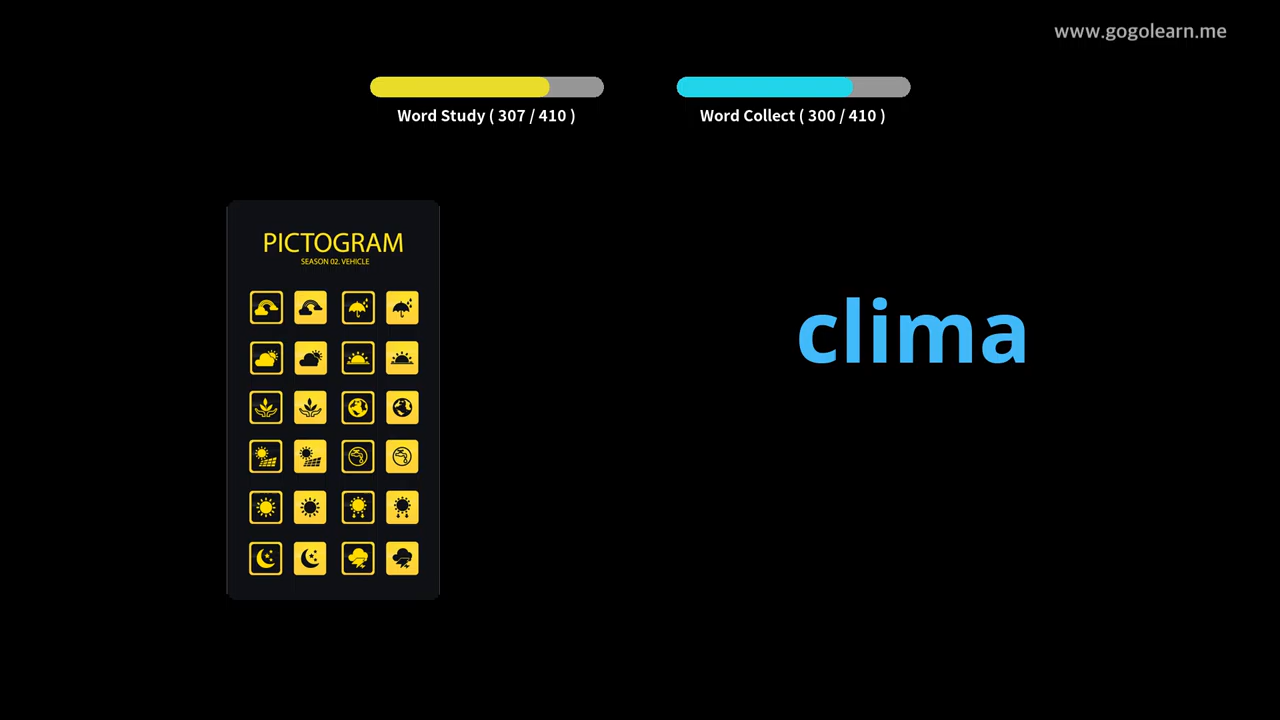 www.gogolearn.me
Word Study ( 307 / 410 )
Word Collect ( 300 / 410 )
PICTOGRAM
SEASON 02. VEHICLE
clima